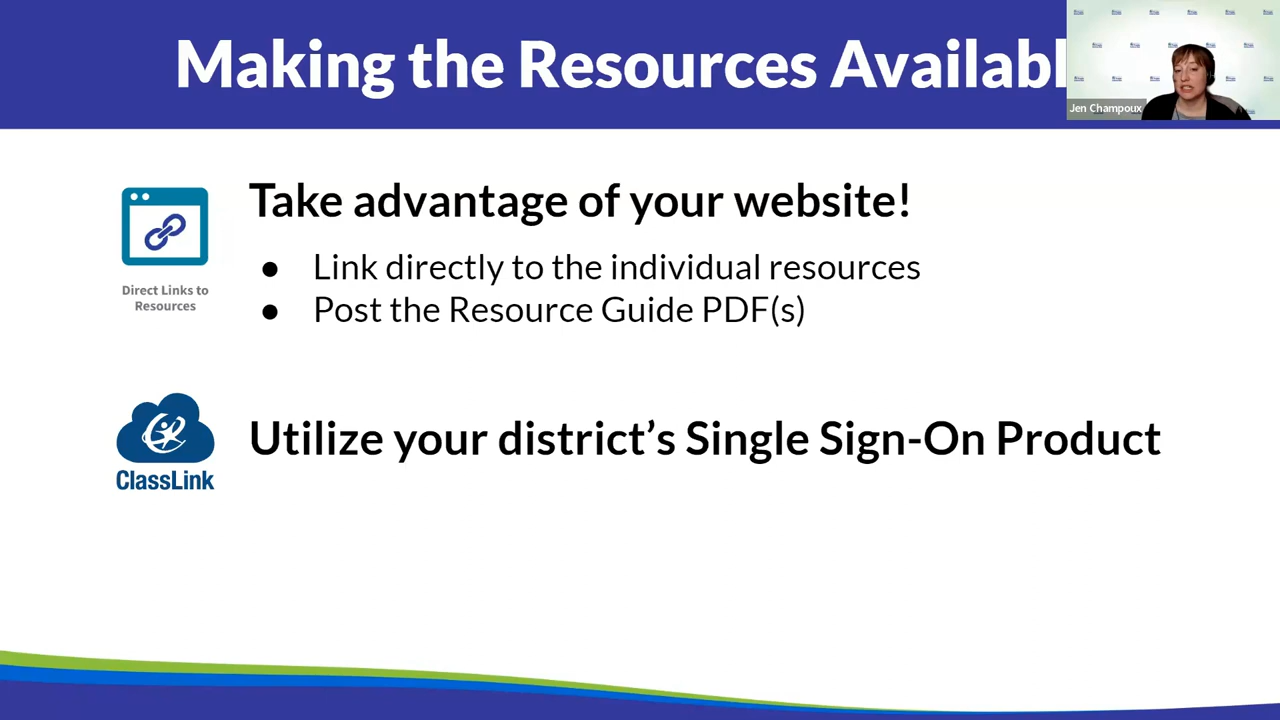 Making the Resources Availabl
Jen Champoux
Take advantage of your website!
● Link directly to the individual resources
● Post the Resource Guide PDF(s)
Direct Links to
Resources
ClassLink
Utilize your district's Single Sign-On Product